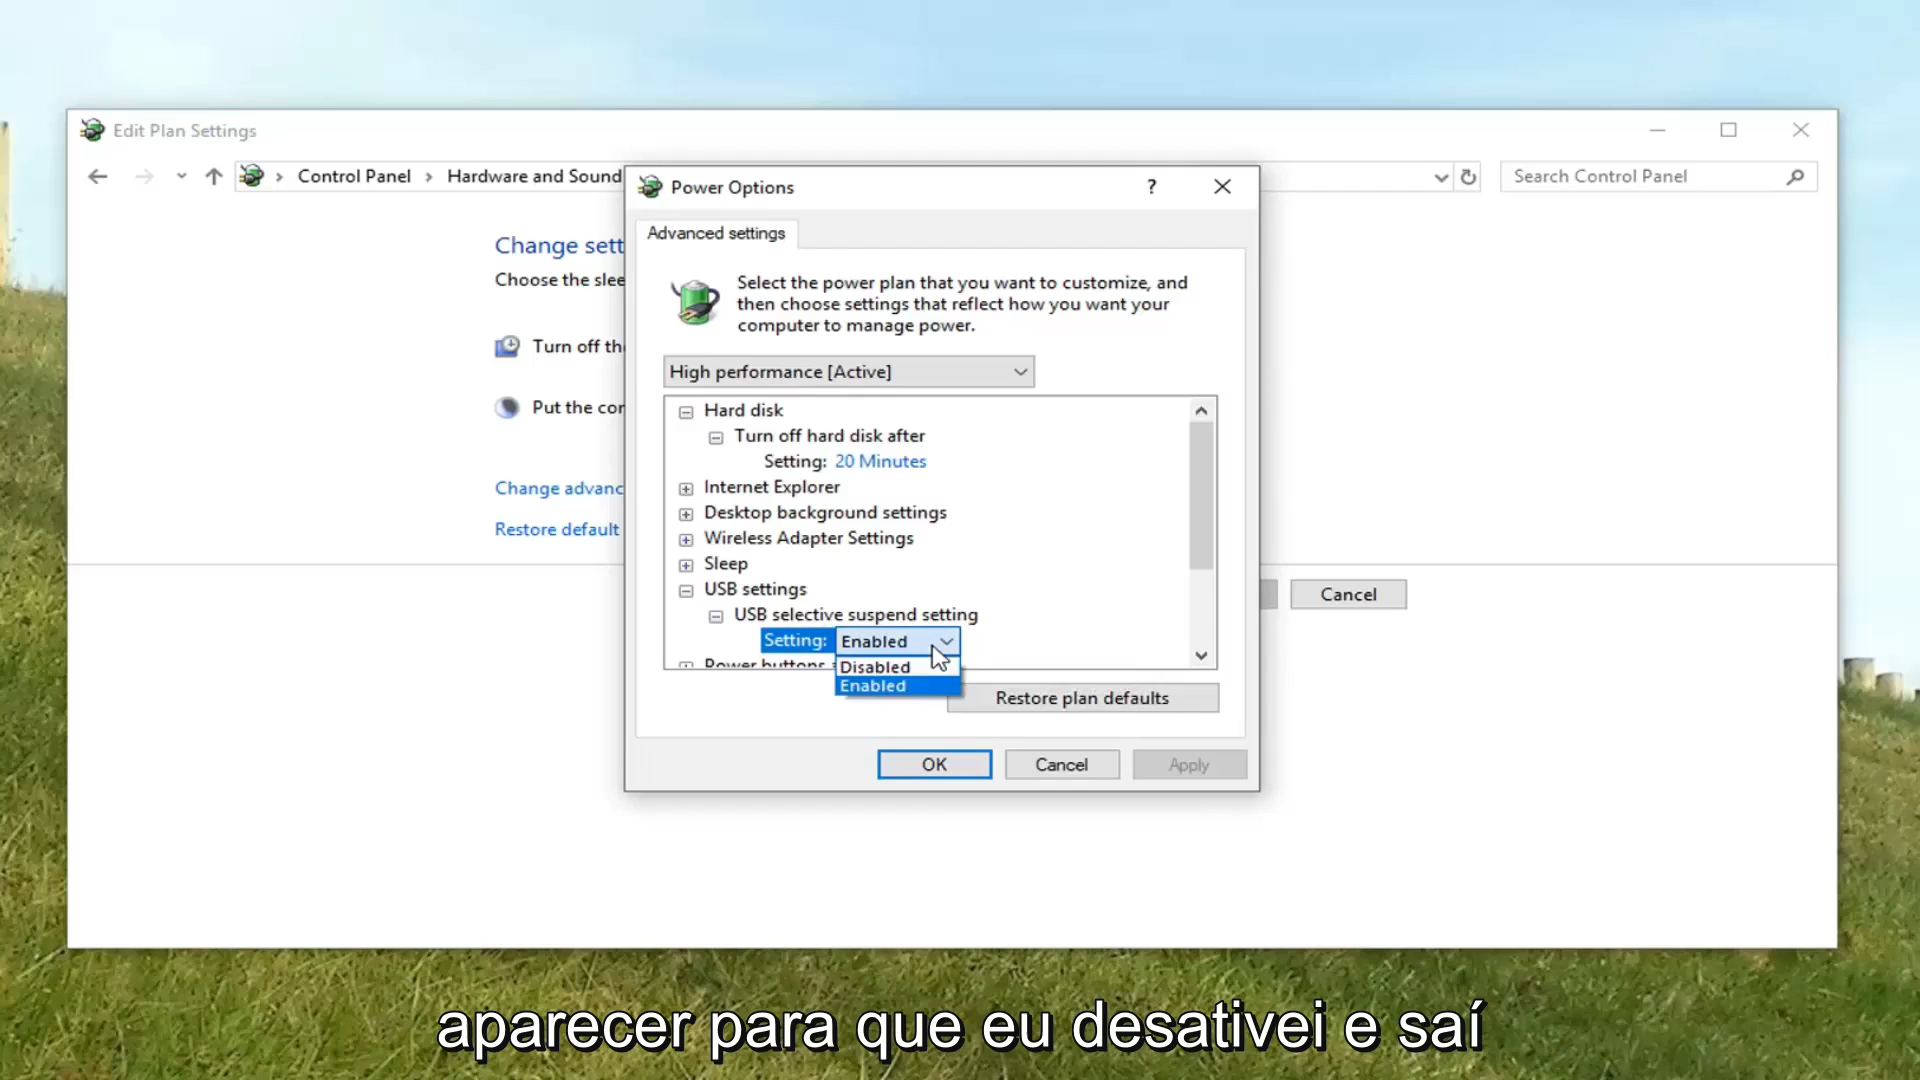 Edit Plan Settings
Control Panel
Hardware and Sound
Search Control Panel
Power Options
?
Advanced settings
Change sett
Choose the slee
Turn off the
Put the cor
Change advanc
Restore default
Select the power plan that you want to customize, and
then choose settings that reflect how you want your
computer to manage power.
High performance [Active]
Hard disk
Turn off hard disk after
Setting: 20 Minutes
Internet Explorer
Desktop background settings
Wireless Adapter Settings
Sleep
USB settings
USB selective suspend setting
Setting: Enabled
Power buttons
Disabled
Enabled
Restore plan defaults
OK
Cancel
Apply
Cancel
aparecer para que eu desativei e saí